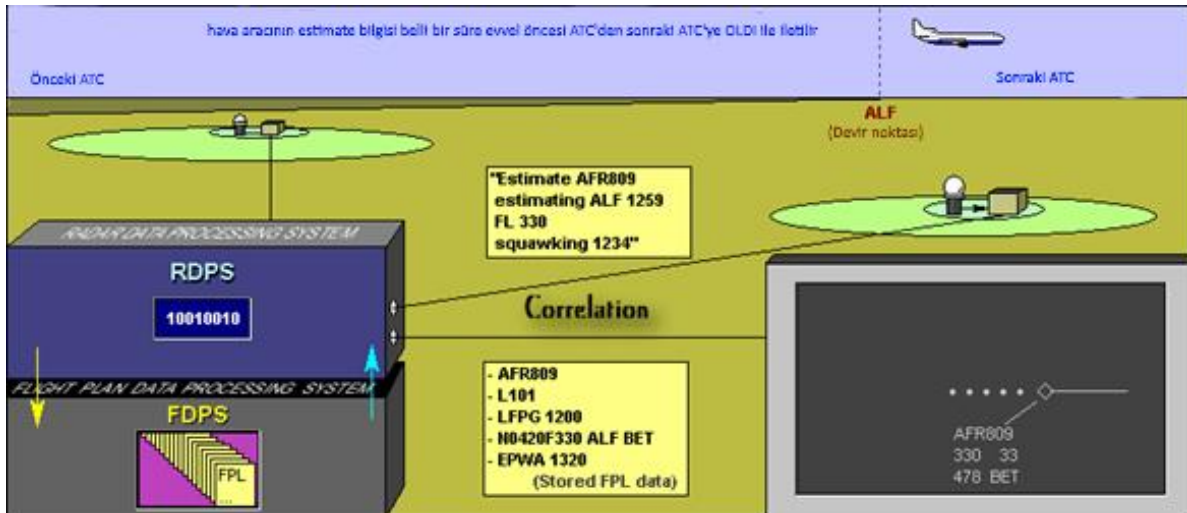 hava aracının estimate bilgisi belli bir süre evvel öncesi ATC'den sonraki ATC'ye OLDI ile iletilir
Önceki ATC
Sonraki ATC
ALF
(Devir noktası)
"Estimate AFR809
estimating ALF 1259
FL 330
squawking 1234"
RADAR DATA PROCESSING SYSTEM
RDPS
10010010
Correlation
FLIGHT PLAN DATA PROCESSING SYSTEM
FDPS
FPL
...
- AFR809
- L101
- LFPG 1200
- N0420F330 ALF BET
- EPWA 1320
(Stored FPL data)
AFR809
330 33
478 BET